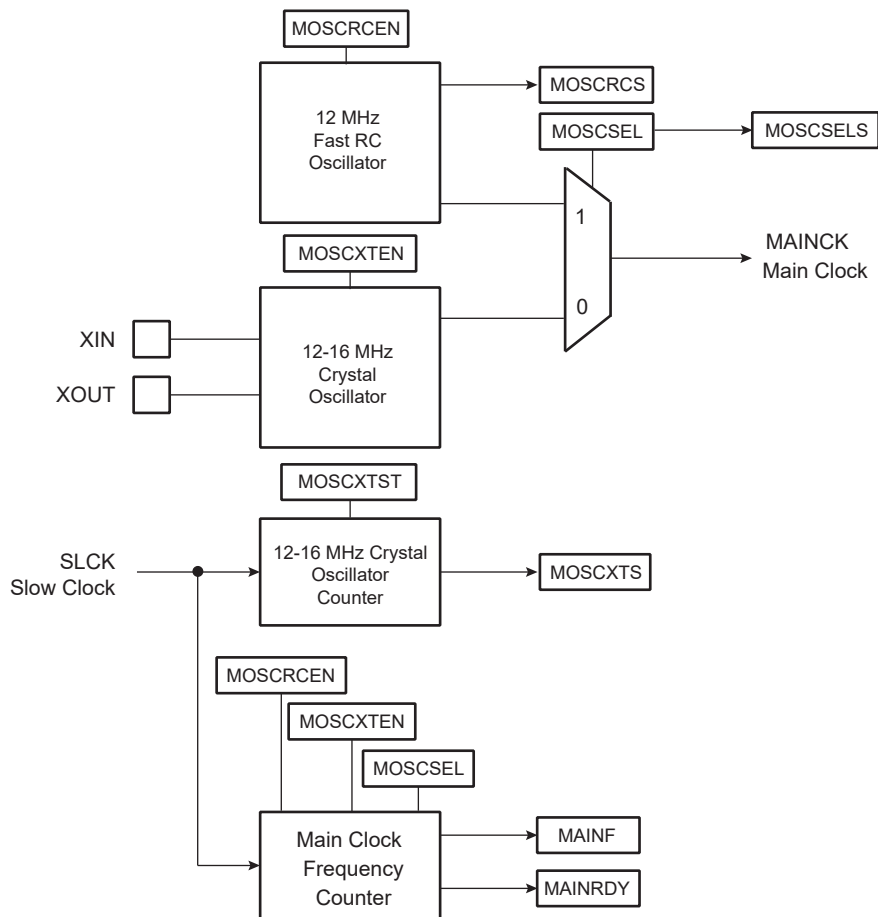 MOSCRCEN
12 MHz
Fast RC
Oscillator
MOSCRCS
MOSCSEL
MOSCSELS
1
0
MAINCK
Main Clock
MOSCXTEN
XIN
XOUT
12-16 MHz
Crystal
Oscillator
MOSCXTST
SLCK
Slow Clock
12-16 MHz Crystal
Oscillator
Counter
MOSCXTS
MOSCRCEN
MOSCXTEN
MOSCSEL
Main Clock
Frequency
Counter
MAINF
MAINRDY